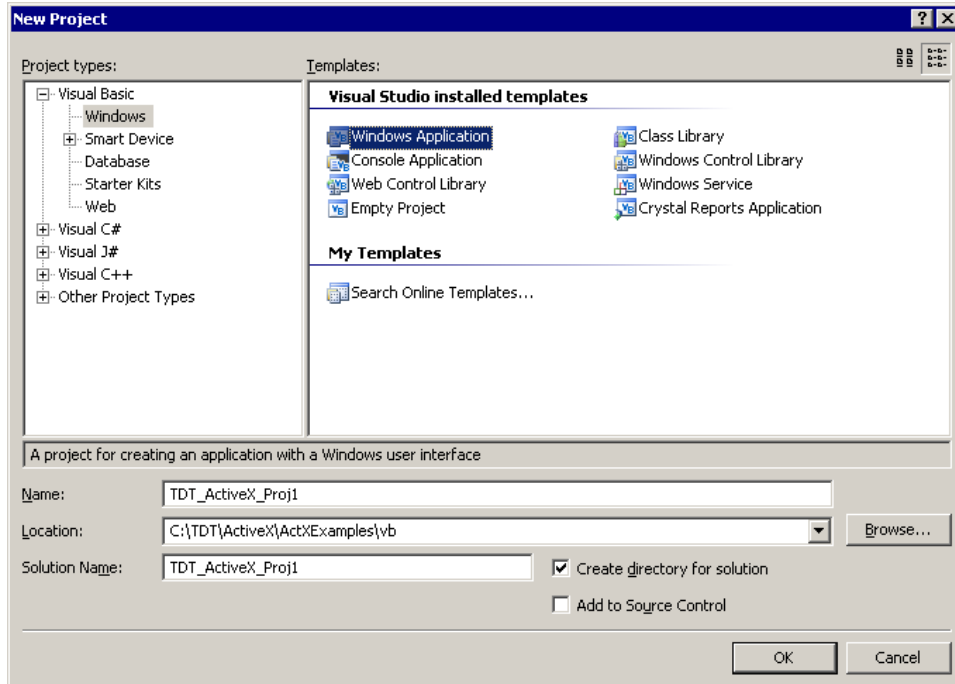 New Project
Project types:
Templates:
Visual Basic
Windows
Smart Device
Database
Starter Kits
Web
Visual C#
Visual J#
Visual C++
Other Project Types
Visual Studio installed templates
Windows Application
Class Library
Console Application
Windows Control Library
Web Control Library
Windows Service
Empty Project
Crystal Reports Application
My Templates
Search Online Templates...
A project for creating an application with a Windows user interface
Name: TDT_ActiveX_Proj1
Location: C:\TDT\ActiveX\ActXExamples\vb Browse...
Solution Name: TDT_ActiveX_Proj1 Create directory for solution
Add to Source Control
OK Cancel